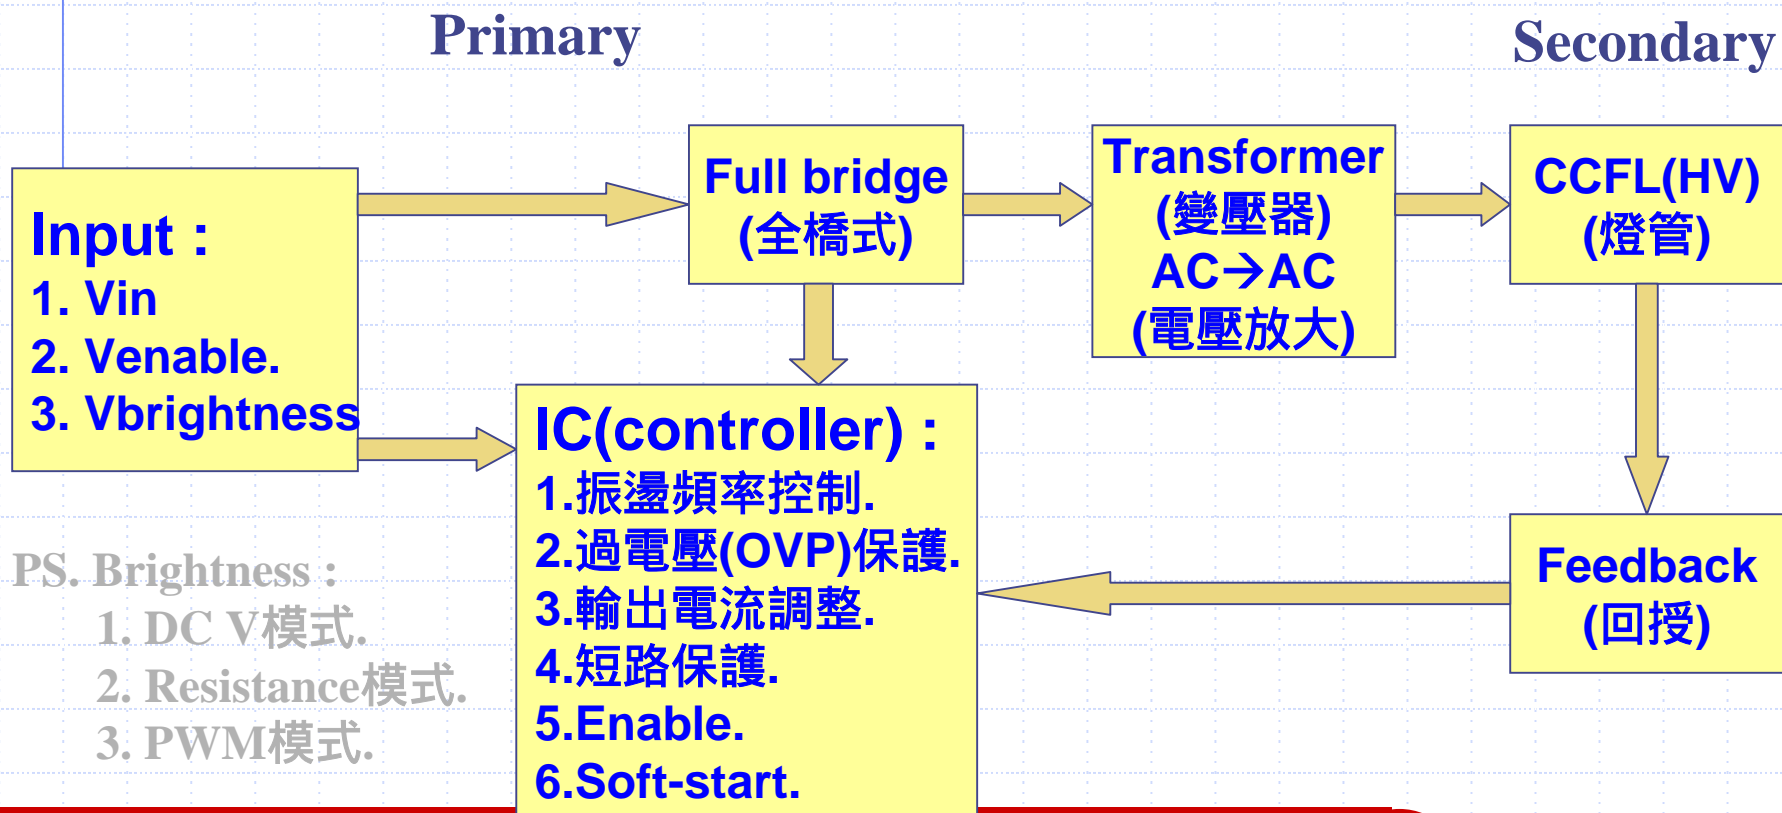 Primary
Secondary
Input :
1. Vin
2. Venable.
3. Vbrightness
Full bridge
(全橋式)
Transformer
(變壓器)
AC→AC
(電壓放大)
CCFL(HV)
(燈管)
IC(controller) :
1.振盪頻率控制.
2.過電壓(OVP)保護.
3.輸出電流調整.
4.短路保護.
5.Enable.
6.Soft-start.
Feedback
(回授)
PS. Brightness :
1. DC V模式.
2. Resistance模式.
3. PWM模式.